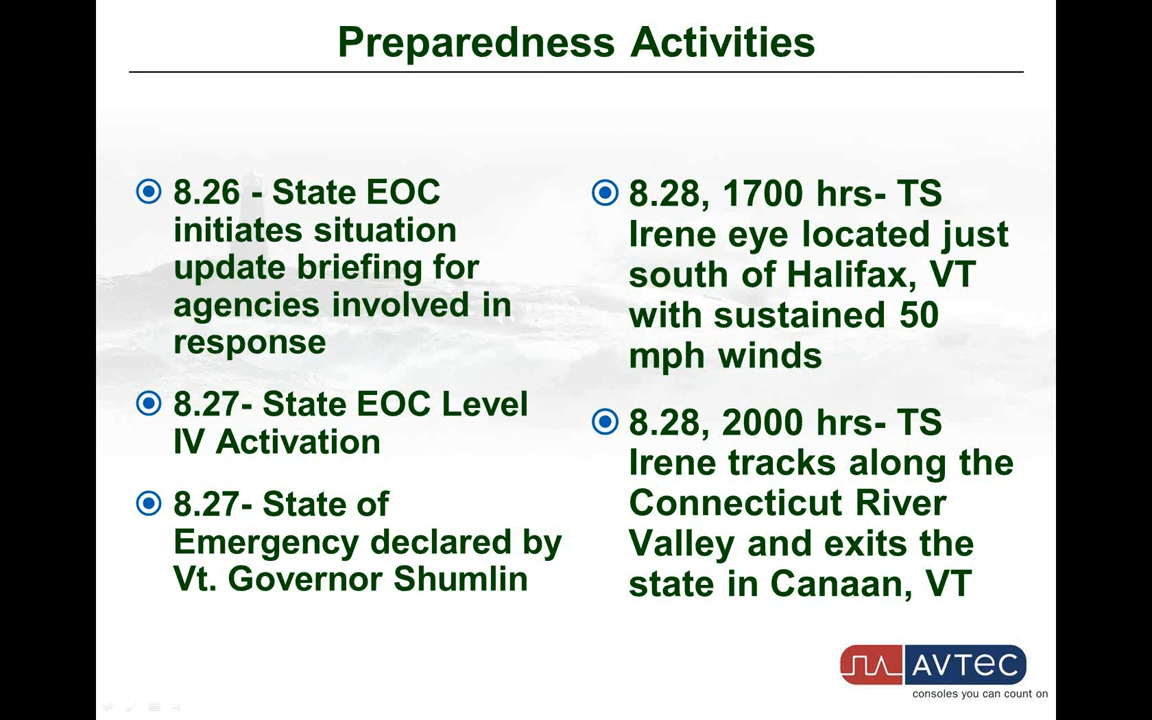 Preparedness Activities
8.26 - State EOC
initiates situation
update briefing for
agencies involved in
response
8.27- State EOC Level
IV Activation
8.27- State of
Emergency declared by
Vt. Governor Shumlin
8.28, 1700 hrs- TS
Irene eye located just
south of Halifax, VT
with sustained 50
mph winds
8.28, 2000 hrs- TS
Irene tracks along the
Connecticut River
Valley and exits the
state in Canaan, VT
AVTEC
consoles you can count on